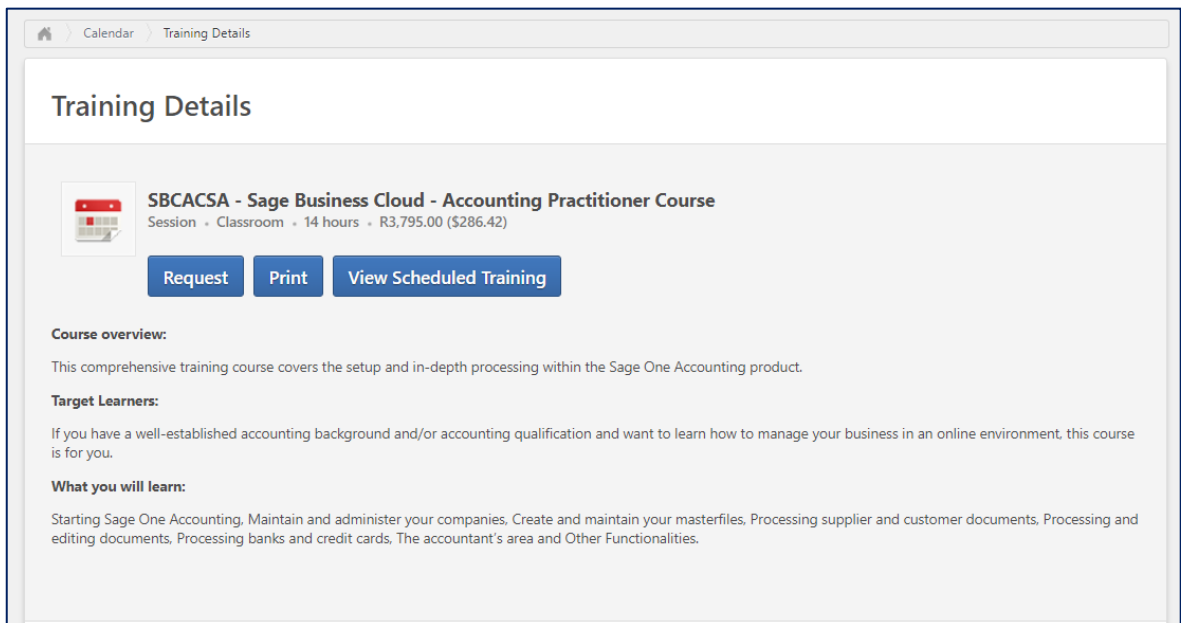 Calendar Training Details
Training Details
SBCACSA - Sage Business Cloud - Accounting Practitioner Course
Session • Classroom • 14 hours • R3,795.00 ($286.42)
Request Print View Scheduled Training
Course overview:
This comprehensive training course covers the setup and in-depth processing within the Sage One Accounting product.
Target Learners:
If you have a well-established accounting background and/or accounting qualification and want to learn how to manage your business in an online environment, this course
is for you.
What you will learn:
Starting Sage One Accounting, Maintain and administer your companies, Create and maintain your masterfiles, Processing supplier and customer documents, Processing and
editing documents, Processing banks and credit cards, The accountant's area and Other Functionalities.